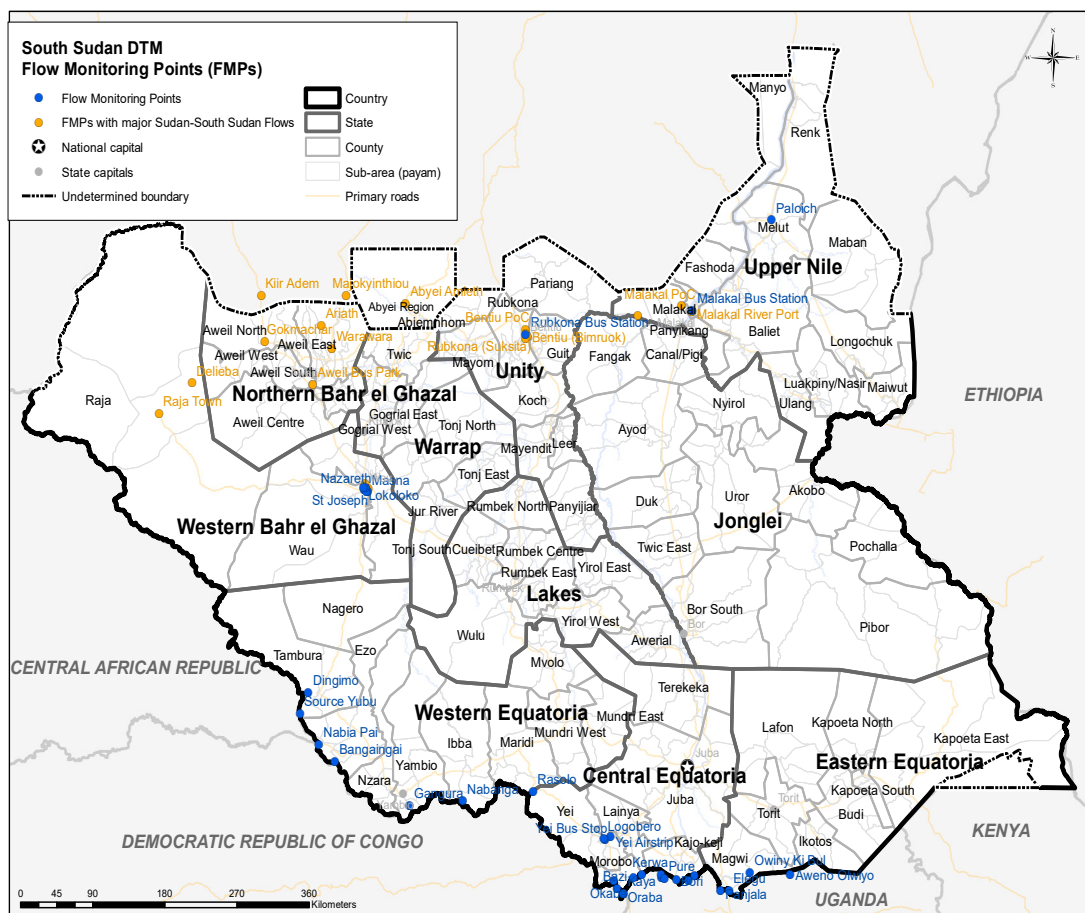 South Sudan DTM
Flow Monitoring Points (FMPs)
Flow Monitoring Points
FMPs with major Sudan-South Sudan Flows
National capital
State capitals
Undetermined boundary
Country
State
County
Sub-area (payam)
Primary roads
N
W E
S
Manyo
Renk
Paloich
Melut
Maban
Fashoda
Upper Nile
Kiir Adem
Majokyinthiou
Abyei Amieth
Abyei Region
Pariang
Rubkona
Malakal PoC
Malakal Bus Station
Malakal
Malakal River Port
Ariath
Abiemnhom
Bentiu PoC
Rubkona Bus Station
Panyikang
Baliet
Aweil North
Gokmachar
Aweil East
Warawara
Bentiu (Bimruok)
Rubkona (Suksita)
Guit
Fangak
Canal/Pigi
Longochuk
Aweil West
Twic
Mayom
Unity
Delieba
Aweil South
Aweil Bus Park
Luakpiny/Nasir
Maiwut
Ulang
ETHIOPIA
Raja
Raja Town
Northern Bahr el Ghazal
Koch
Nyirol
Aweil Centre
Gogrial East
Gogrial West
Tonj North
Ayod
Warrap
Mayendit
Leer
Nazareth
Masna
Lokoloko
St Joseph
Tonj East
Akobo
Uror
Duk
Jur River
Rumbek North
Panyijiar
Western Bahr el Ghazal
Jonglei
Wau
Tonj South
Cueibet
Rumbek Centre
Twic East
Pochalla
Rumbek East
Yirol East
Rumbek
Lakes
Nagero
Bor South
Bor
Yirol West
Awerial
Pibor
Wulu
Ezo
Tambura
CENTRAL AFRICAN REPUBLIC
Mvolo
Dingimo
Source Yubu
Terekeka
Western Equatoria
Mundri East
Lafon
Kapoeta North
Kapoeta East
Nabia Pai
Bangaingai
Ibba
Maridi
Mundri West
Juba
Eastern Equatoria
Yambio
Central Equatoria
Nzara
Rasolo
Kapoeta South
Gangura
Nabanga
Juba
Torit
Torit
Budi
Yei
Lainya
KENYA
Yei Bus Stop
Logobero
Yei Airstrip
Kajo-keji
Ikotos
DEMOCRATIC REPUBLIC OF CONGO
Morobo
Kerwa
Pure
Magwi
Owiny Ki Bul
Bazi
Kaya
Bori
Elegu
Aweno Olwiyo
Okaba
Oraba
Panjala
UGANDA
0 45 90 180 270 360
Kilometers